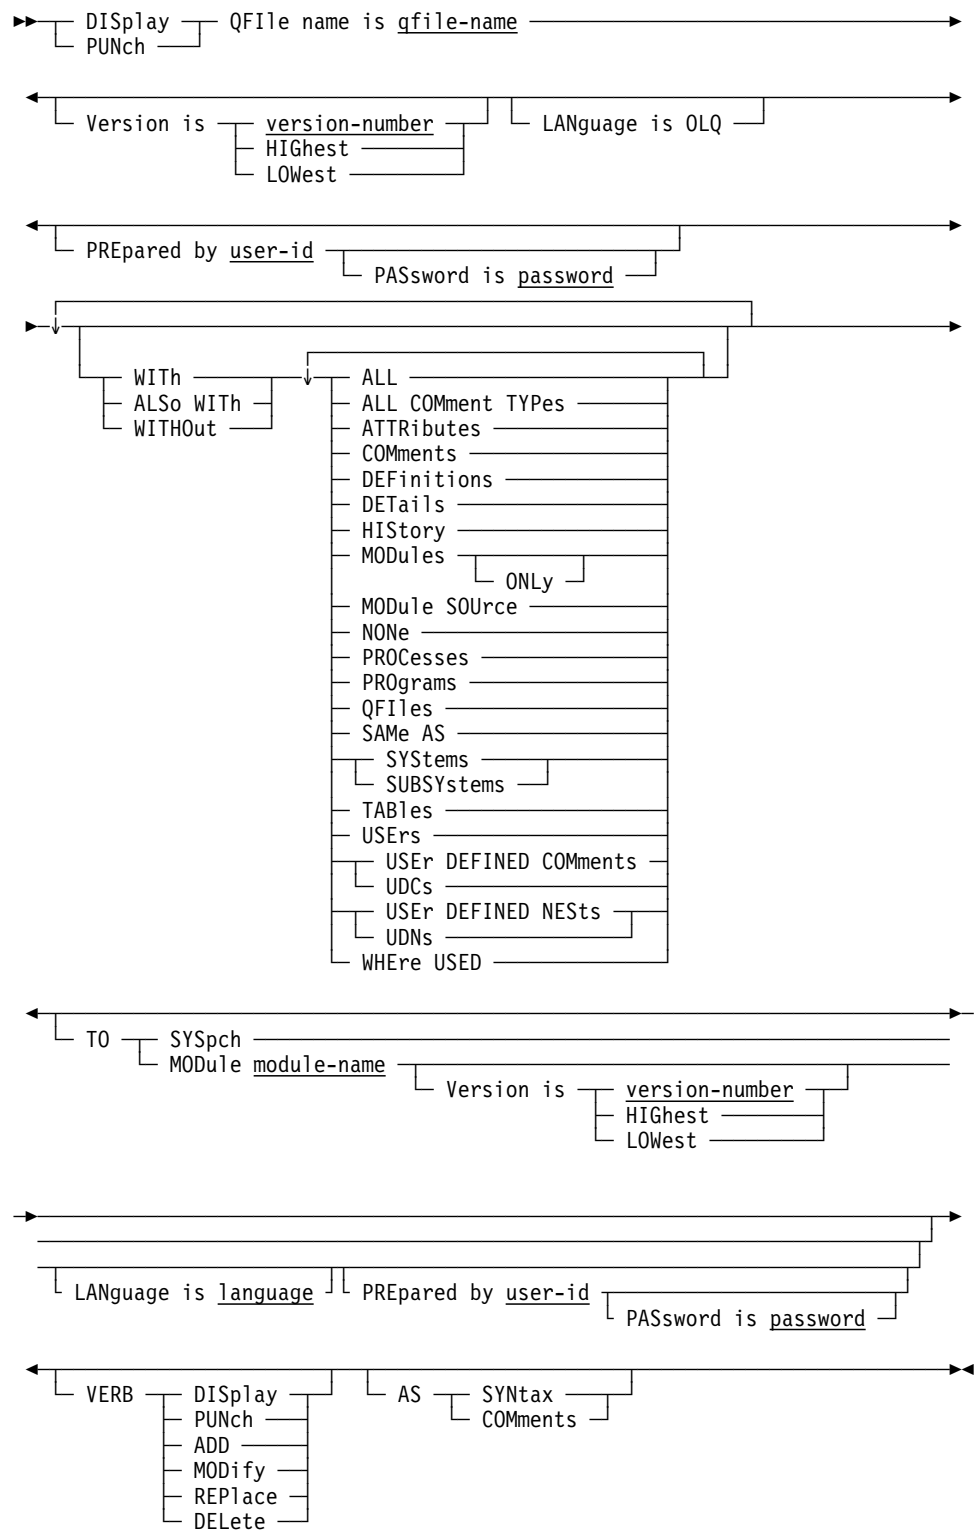 DISplay QFIle name is qfile-name
PUNch
Version is version-number LANguage is OLQ
HIGhest
LOWest
PREpared by user-id
PASsword is password
WITh ALL
ALSo WITh ALL COMment TYPes
WITHOut ATTRibutes
COMments
DEFinitions
DETails
HIStory
MODules
ONLy
MODule SOUrce
NONe
PROCesses
PROgrams
QFIles
SAMe AS
SYStems
SUBSYstems
TABles
USErs
USEr DEFINED COMments
UDCs
USEr DEFINED NESts
UDNs
WHEre USED
TO SYSpch
MODule module-name
Version is version-number
HIGhest
LOWest
LANguage is language PREpared by user-id
PASsword is password
VERB DISplay AS SYNtax
PUNch COMments
ADD
MODify
REPlace
DELete